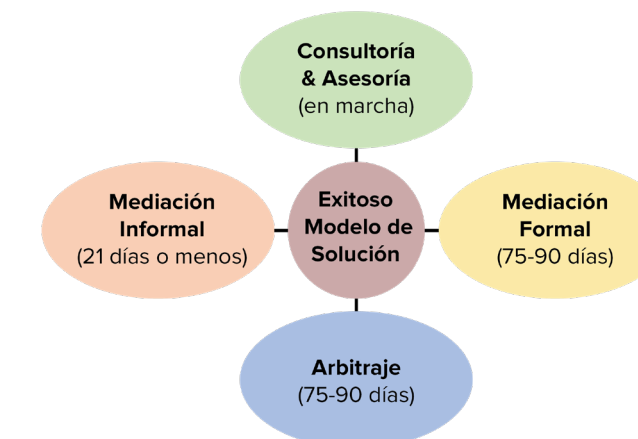 Consultoría
& Asesoría
(en marcha)
Mediación
Informal
(21 días o menos)
Exitoso
Modelo de
Solución
Mediación
Formal
(75-90 días)
Arbitraje
(75-90 días)